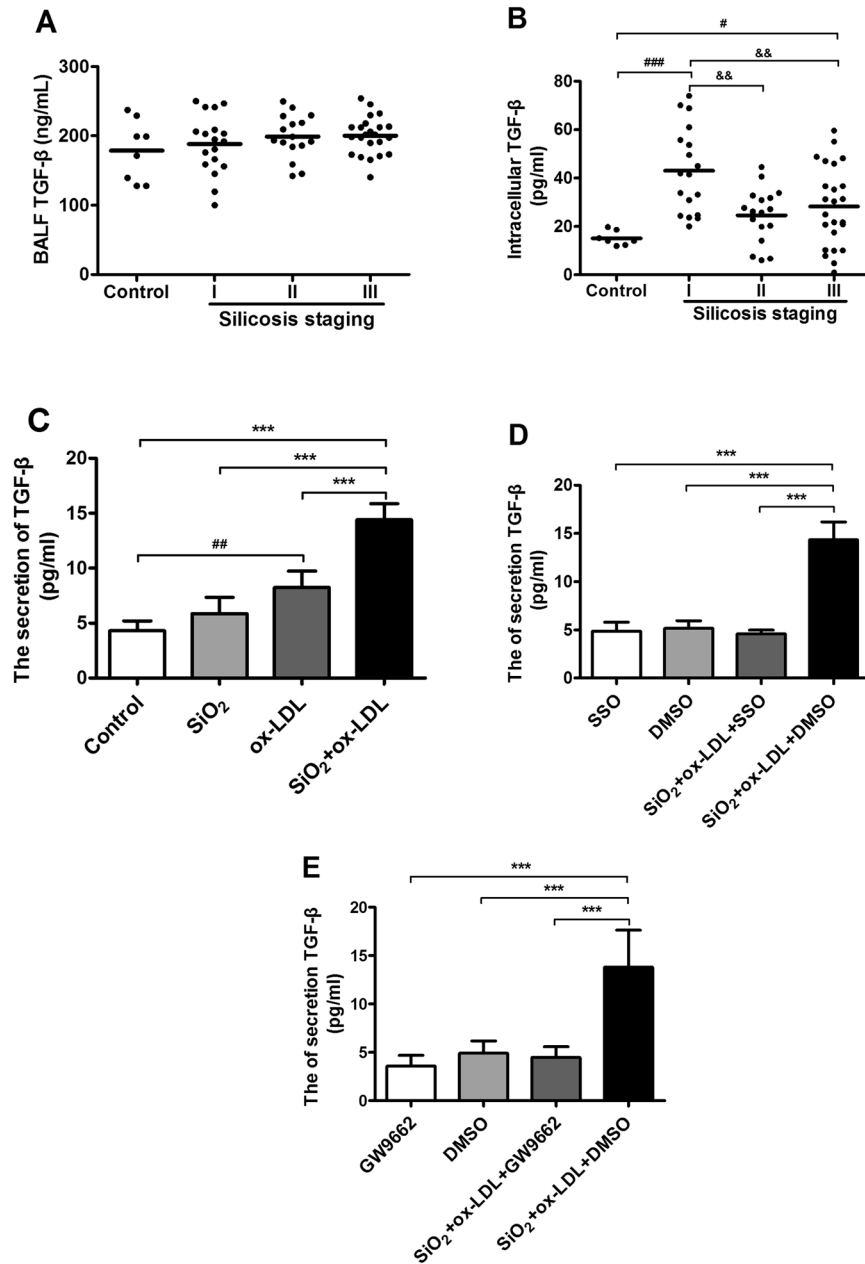 A
BALF TGF-β (ng/mL)
300
200
100
0
Control
I
II
III
Silicosis staging
B
#
&&
###
&&
Intracellular TGF-β
(pg/ml)
80
60
40
20
0
Control
I
II
III
Silicosis staging
C
***
***
***
##
The secretion of TGF-β
(pg/ml)
20
15
10
5
0
Control
SiO₂
ox-LDL
SiO₂+ox-LDL
D
***
***
***
The of secretion TGF-β
(pg/ml)
20
15
10
5
0
SSO
DMSO
SiO₂+ox-LDL+SSO
SiO₂+ox-LDL+DMSO
E
***
***
***
The of secretion TGF-β
(pg/ml)
20
15
10
5
0
GW9662
DMSO
SiO₂+ox-LDL+GW9662
SiO₂+ox-LDL+DMSO